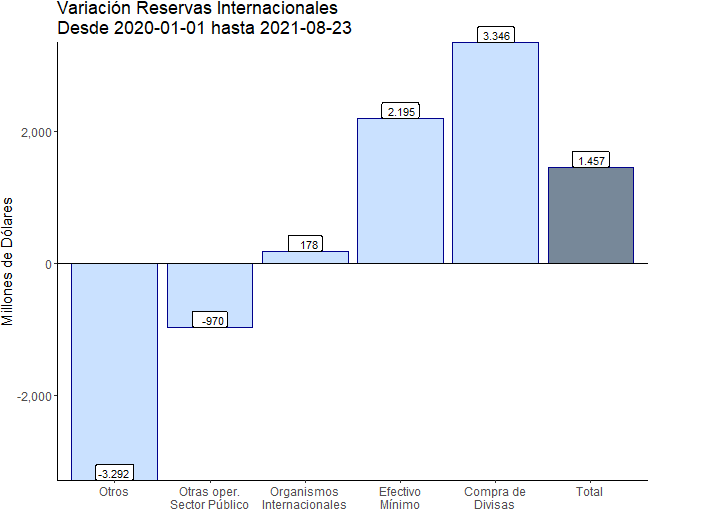 Variación Reservas Internacionales
Desde 2020-01-01 hasta 2021-08-23
Millones de Dólares
2,000
0
-2,000
-3.292
-970
178
2.195
3.346
1.457
Otros
Otras oper.
Sector Público
Organismos
Internacionales
Efectivo
Mínimo
Compra de
Divisas
Total